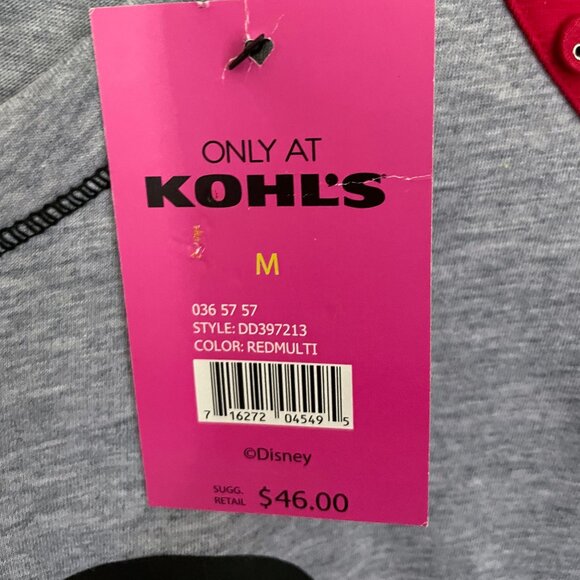 ONLY AT
KOHL'S
M
036 57 57
STYLE: DD397213
COLOR: REDMULTI
7 16272 04549 5
©Disney
SUGG.
RETAIL $46.00